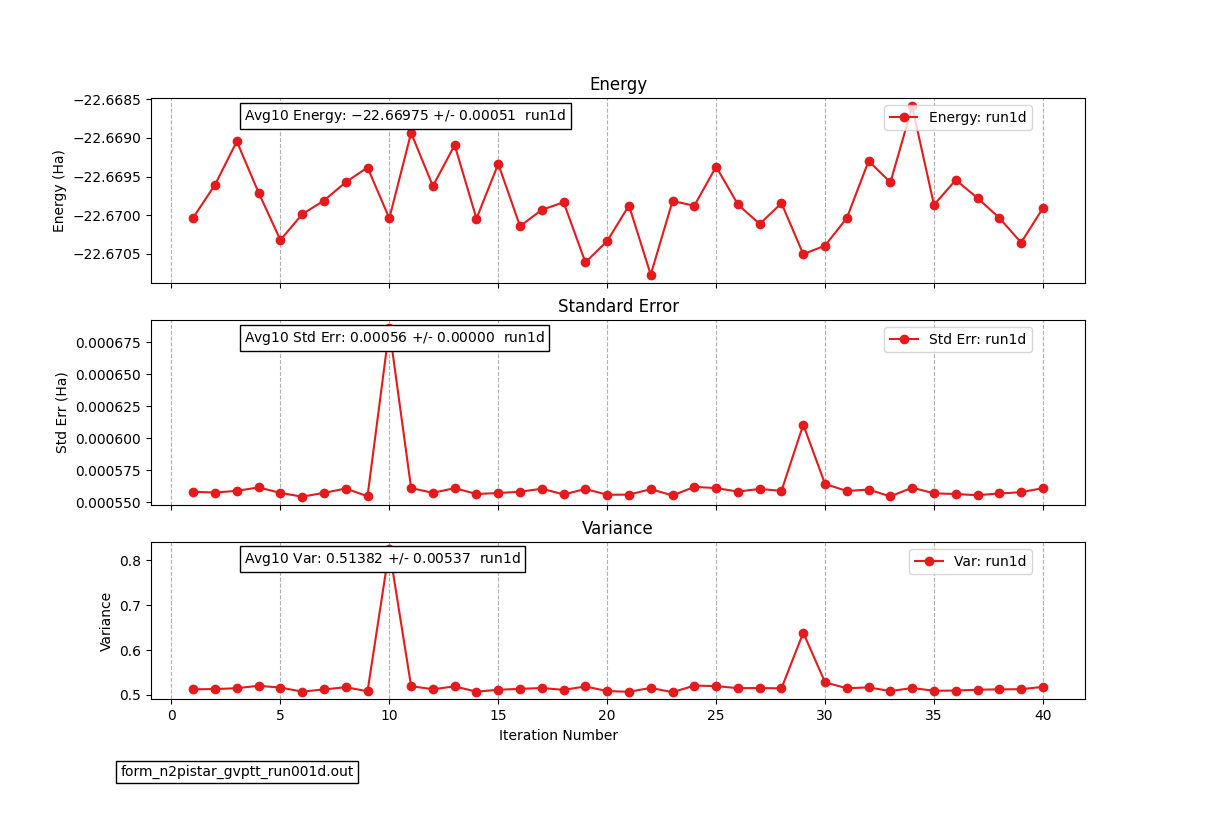 Energy
Avg10 Energy: −22.66975 +/- 0.00051 run1d
Energy: run1d
Energy (Ha)
−22.6685
−22.6690
−22.6695
−22.6700
−22.6705
Standard Error
Avg10 Std Err: 0.00056 +/- 0.00000 run1d
Std Err: run1d
Std Err (Ha)
0.000675
0.000650
0.000625
0.000600
0.000575
0.000550
Variance
Avg10 Var: 0.51382 +/- 0.00537 run1d
Var: run1d
Variance
0.8
0.7
0.6
0.5
0 5 10 15 20 25 30 35 40
Iteration Number
form_n2pistar_gvptt_run001d.out